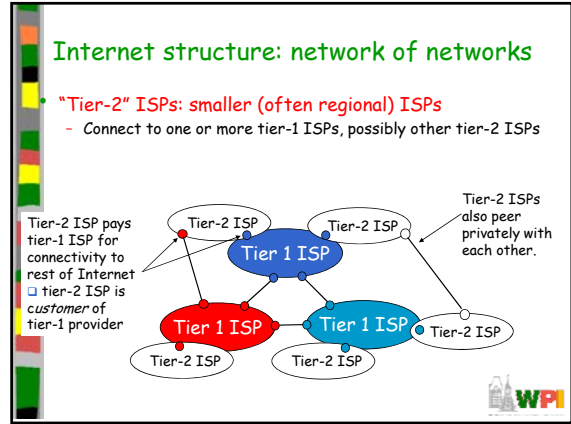 Internet structure: network of networks
• "Tier-2" ISPs: smaller (often regional) ISPs
– Connect to one or more tier-1 ISPs, possibly other tier-2 ISPs
Tier-2 ISP pays
tier-1 ISP for
connectivity to
rest of Internet
❑ tier-2 ISP is
customer of
tier-1 provider
Tier-2 ISP
Tier-2 ISP
Tier-2 ISPs
also peer
privately with
each other.
Tier 1 ISP
Tier 1 ISP
Tier 1 ISP
Tier-2 ISP
Tier-2 ISP
Tier-2 ISP
WPI